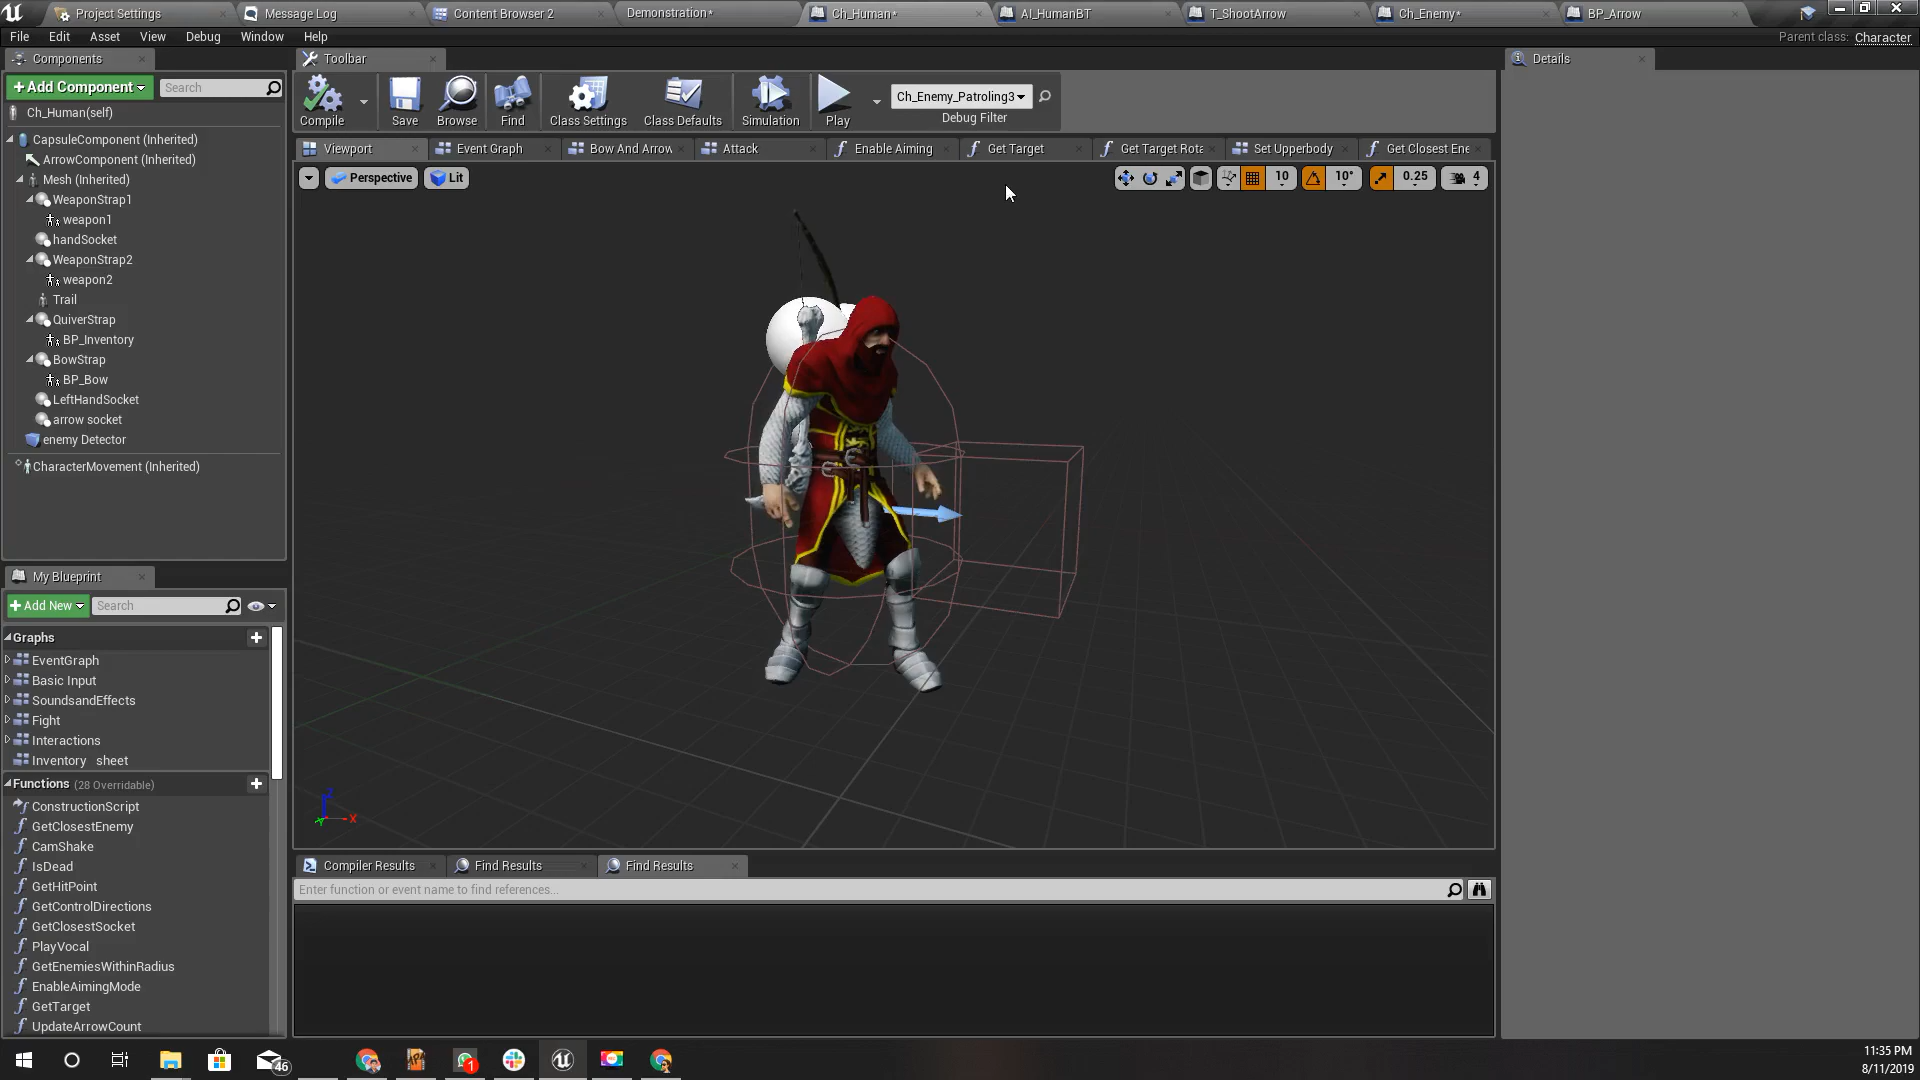 Project Settings
Message Log
Content Browser 2
Demonstration*
Ch_Human*
AI_HumanBT
T_ShootArrow
Ch_Enemy*
BP_Arrow
File Edit Asset View Debug Window Help
Parent class: Character
Components
Toolbar
Details
+Add Component
Search
Ch_Human(self)
CapsuleComponent (Inherited)
ArrowComponent (Inherited)
Mesh (Inherited)
WeaponStrap1
weapon1
handSocket
WeaponStrap2
weapon2
Trail
QuiverStrap
BP_Inventory
BowStrap
BP_Bow
LeftHandSocket
arrow socket
enemy Detector
CharacterMovement (Inherited)
Compile
Save
Browse
Find
Class Settings
Class Defaults
Simulation
Play
Ch_Enemy_Patroling3
Debug Filter
Viewport
Event Graph
Bow And Arrow
Attack
Enable Aiming
Get Target
Get Target Rota
Set Upperbody
Get Closest Ene
Perspective
Lit
10
10°
0.25
4
Z
X
Y
My Blueprint
+Add New
Search
Graphs
EventGraph
Basic Input
SoundsandEffects
Fight
Interactions
Inventory sheet
Functions (28 Overridable)
ConstructionScript
GetClosestEnemy
CamShake
IsDead
GetHitPoint
GetControlDirections
GetClosestSocket
PlayVocal
GetEnemiesWithinRadius
EnableAimingMode
GetTarget
UpdateArrowCount
Compiler Results
Find Results
Find Results
Enter function or event name to find references...
46
1
11:35 PM
8/11/2019